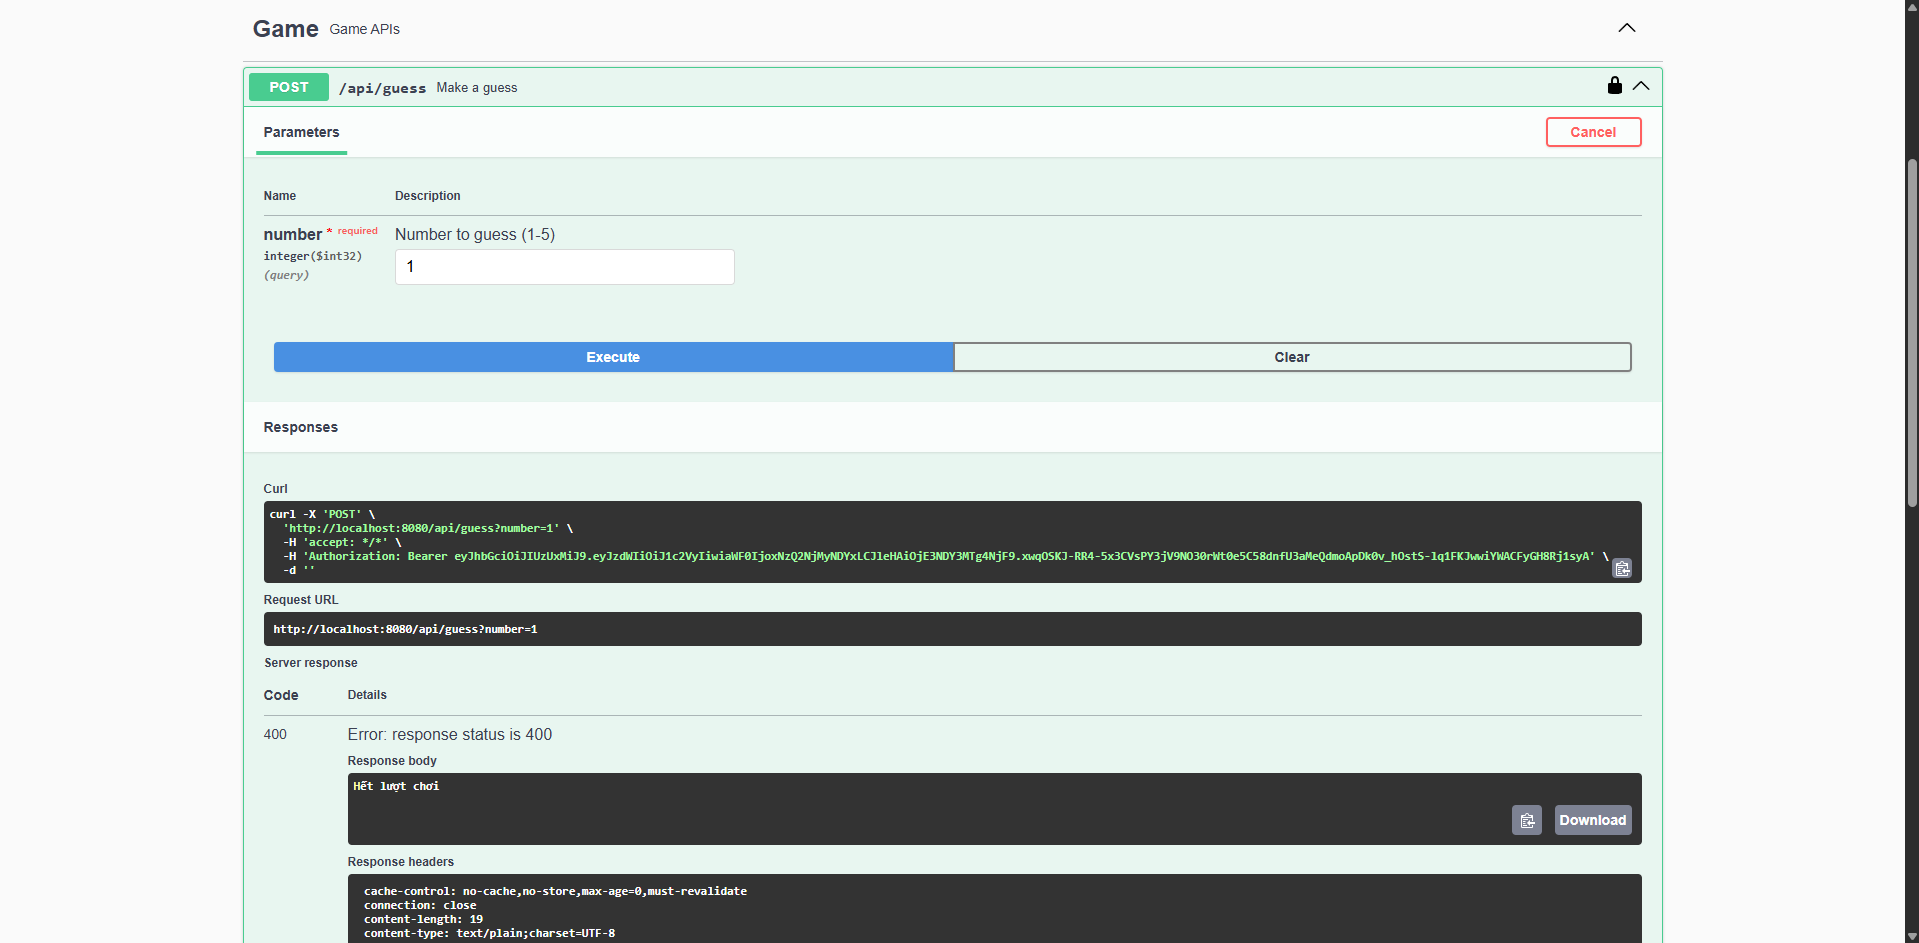 Game Game APIs
POST /api/guess Make a guess
Parameters Cancel
Name Description
number * required Number to guess (1-5)
integer($int32) 1
(query)
Execute Clear
Responses
Curl
curl -X 'POST' \
'http://localhost:8080/api/guess?number=1' \
-H 'accept: */*' \
-H 'Authorization: Bearer eyJhbGciOiJIUzUxMiJ9.eyJzdWIiOiJ1c2VyIiwiaWF0IjoxNzQ2NjMyNDYxLCJleHAiOjE3NDY3MTg4NjF9.xwqOSKJ-RR4-5x3CVsPY3jV9NO30rWt0e5C58dnfU3aMeQdmoApDk0v_hOstS-lq1FKJwwiYWACFyGH8Rj1syA' \
-d ''
Request URL
http://localhost:8080/api/guess?number=1
Server response
Code Details
400 Error: response status is 400
Response body
Hết lượt chơi
Download
Response headers
cache-control: no-cache,no-store,max-age=0,must-revalidate
connection: close
content-length: 19
content-type: text/plain;charset=UTF-8